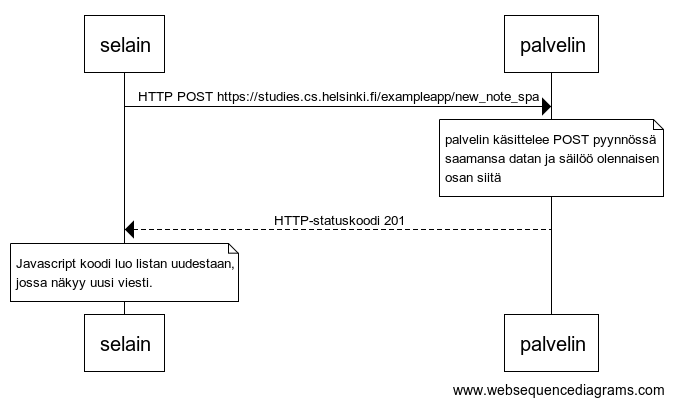 selain
palvelin
HTTP POST https://studies.cs.helsinki.fi/exampleapp/new_note_spa
palvelin käsittelee POST pyynnössä
saamansa datan ja säilöö olennaisen
osan siitä
HTTP-statuskoodi 201
Javascript koodi luo listan uudestaan,
jossa näkyy uusi viesti.
selain
palvelin
www.websequencediagrams.com